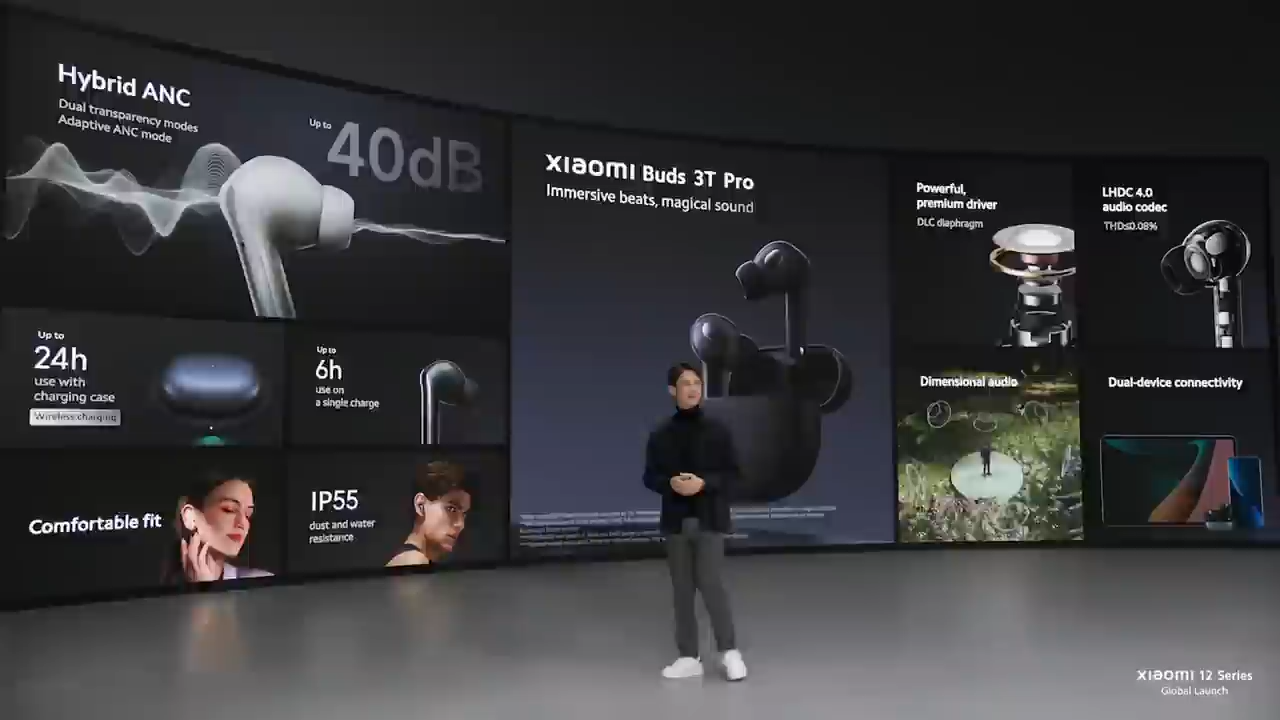 Hybrid ANC
Dual transparency modes
Adaptive ANC mode
Up to
40dB
Up to
24h
use with
charging case
Wireless charging
Up to
6h
use on
a single charge
Comfortable fit
IP55
dust and water
resistance
xıaomı Buds 3T Pro
Immersive beats, magical sound
Powerful,
premium driver
DLC diaphragm
LHDC 4.0
audio codec
THD≤0.08%
Dimensional audio
Dual-device connectivity
xıaomı 12 Series
Global Launch